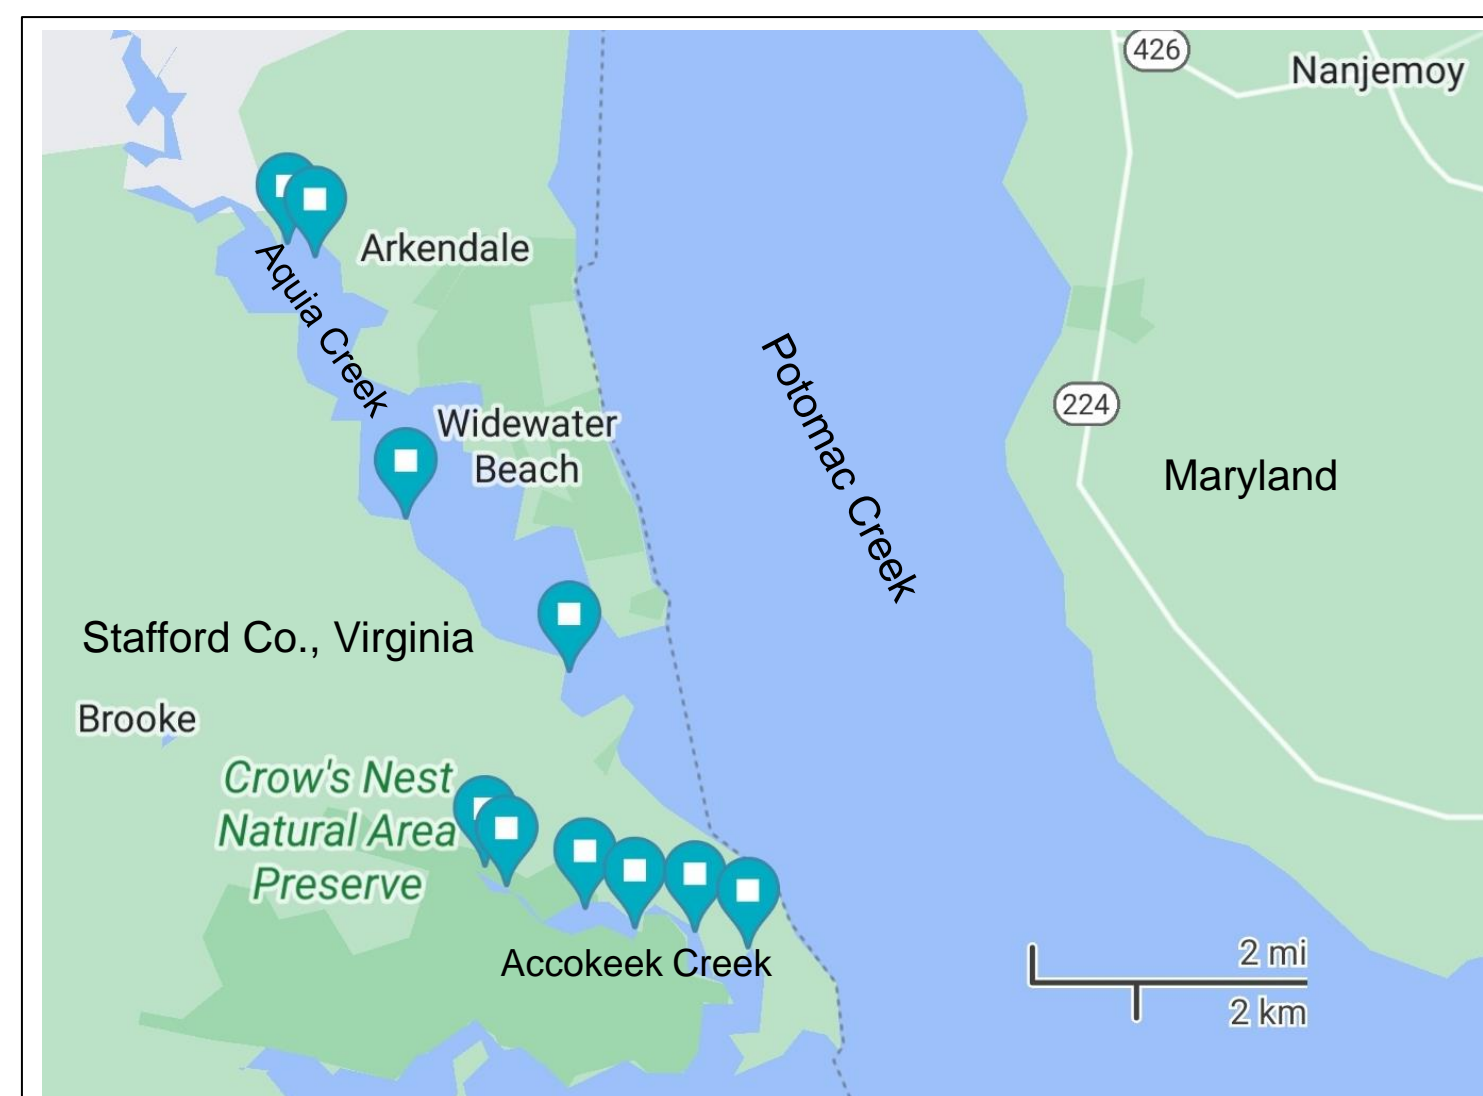 426
Nanjemoy
Arkendale
Aquia Creek
Widewater
Beach
Potomac Creek
224
Maryland
Stafford Co., Virginia
Brooke
Crow's Nest
Natural Area
Preserve
Accokeek Creek
2 mi
2 km